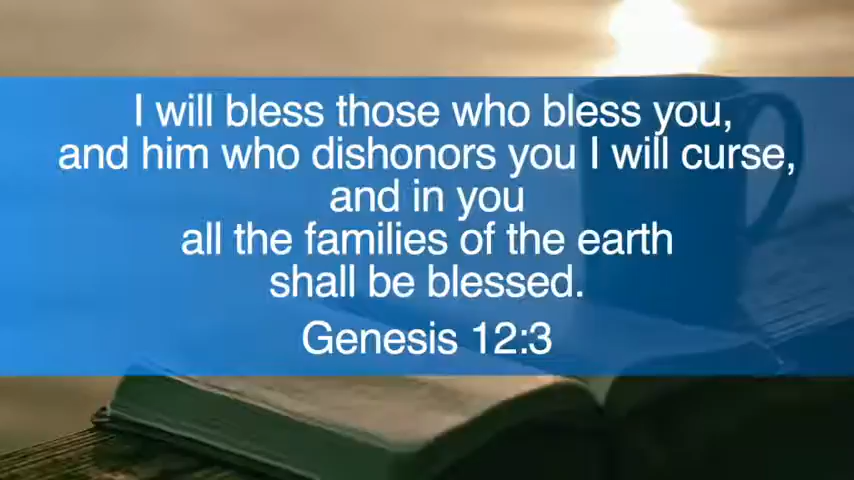 I will bless those who bless you,
and him who dishonors you I will curse,
and in you
all the families of the earth
shall be blessed.
Genesis 12:3